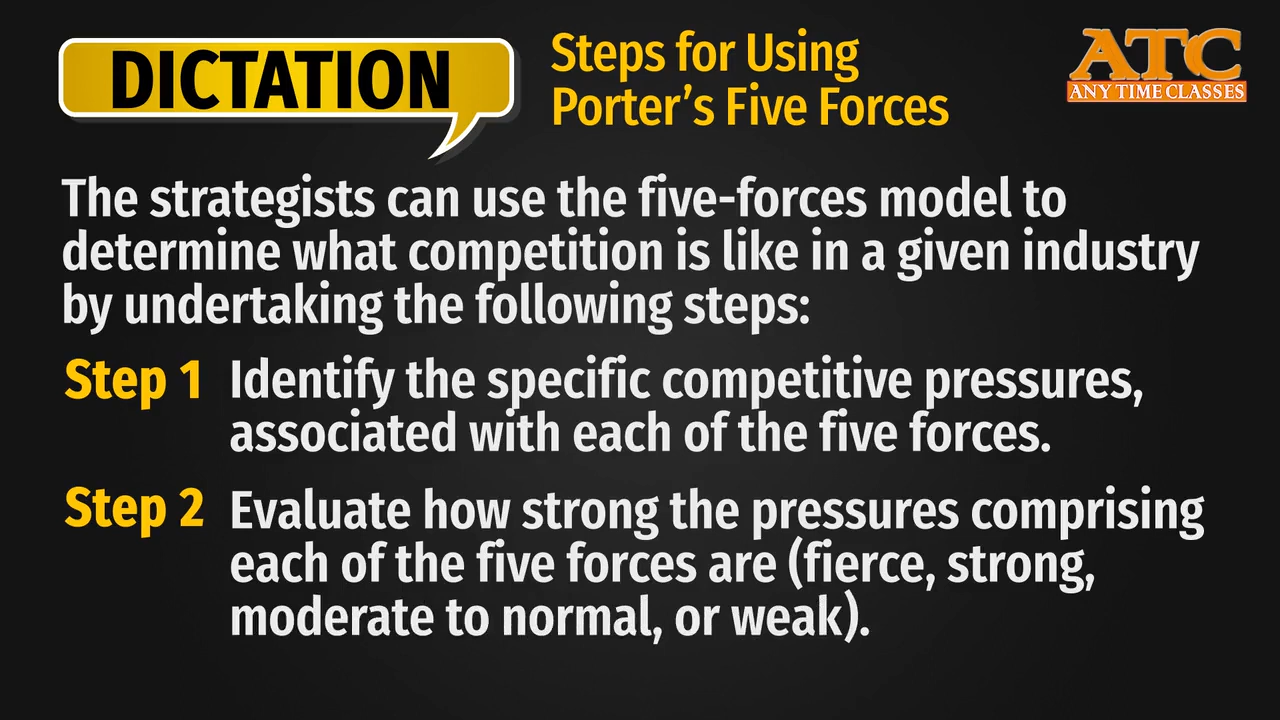 DICTATION
Steps for Using
Porter’s Five Forces
ATC
ANY TIME CLASSES
The strategists can use the five-forces model to
determine what competition is like in a given industry
by undertaking the following steps:
Step 1 Identify the specific competitive pressures,
associated with each of the five forces.
Step 2 Evaluate how strong the pressures comprising
each of the five forces are (fierce, strong,
moderate to normal, or weak).